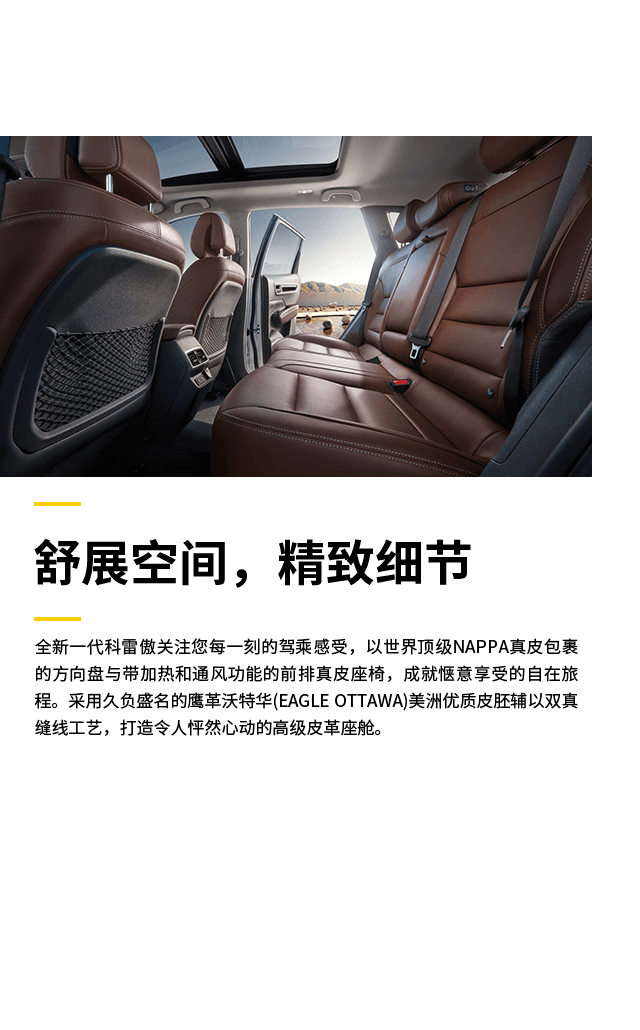 舒展空间，精致细节
全新一代科雷傲关注您每一刻的驾乘感受，以世界顶级NAPPA真皮包裹
的方向盘与带加热和通风功能的前排真皮座椅，成就惬意享受的自在旅
程。采用久负盛名的鹰革沃特华(EAGLE OTTAWA)美洲优质皮胚辅以双真
缝线工艺，打造令人怦然心动的高级皮革座舱。